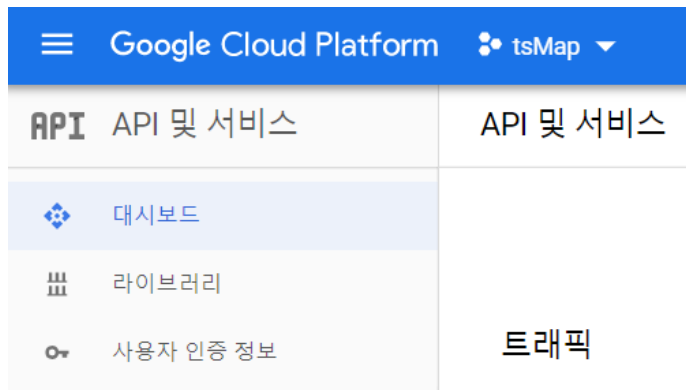 Google Cloud Platform tsMap
API API 및 서비스
API 및 서비스
대시보드
라이브러리
사용자 인증 정보
트래픽